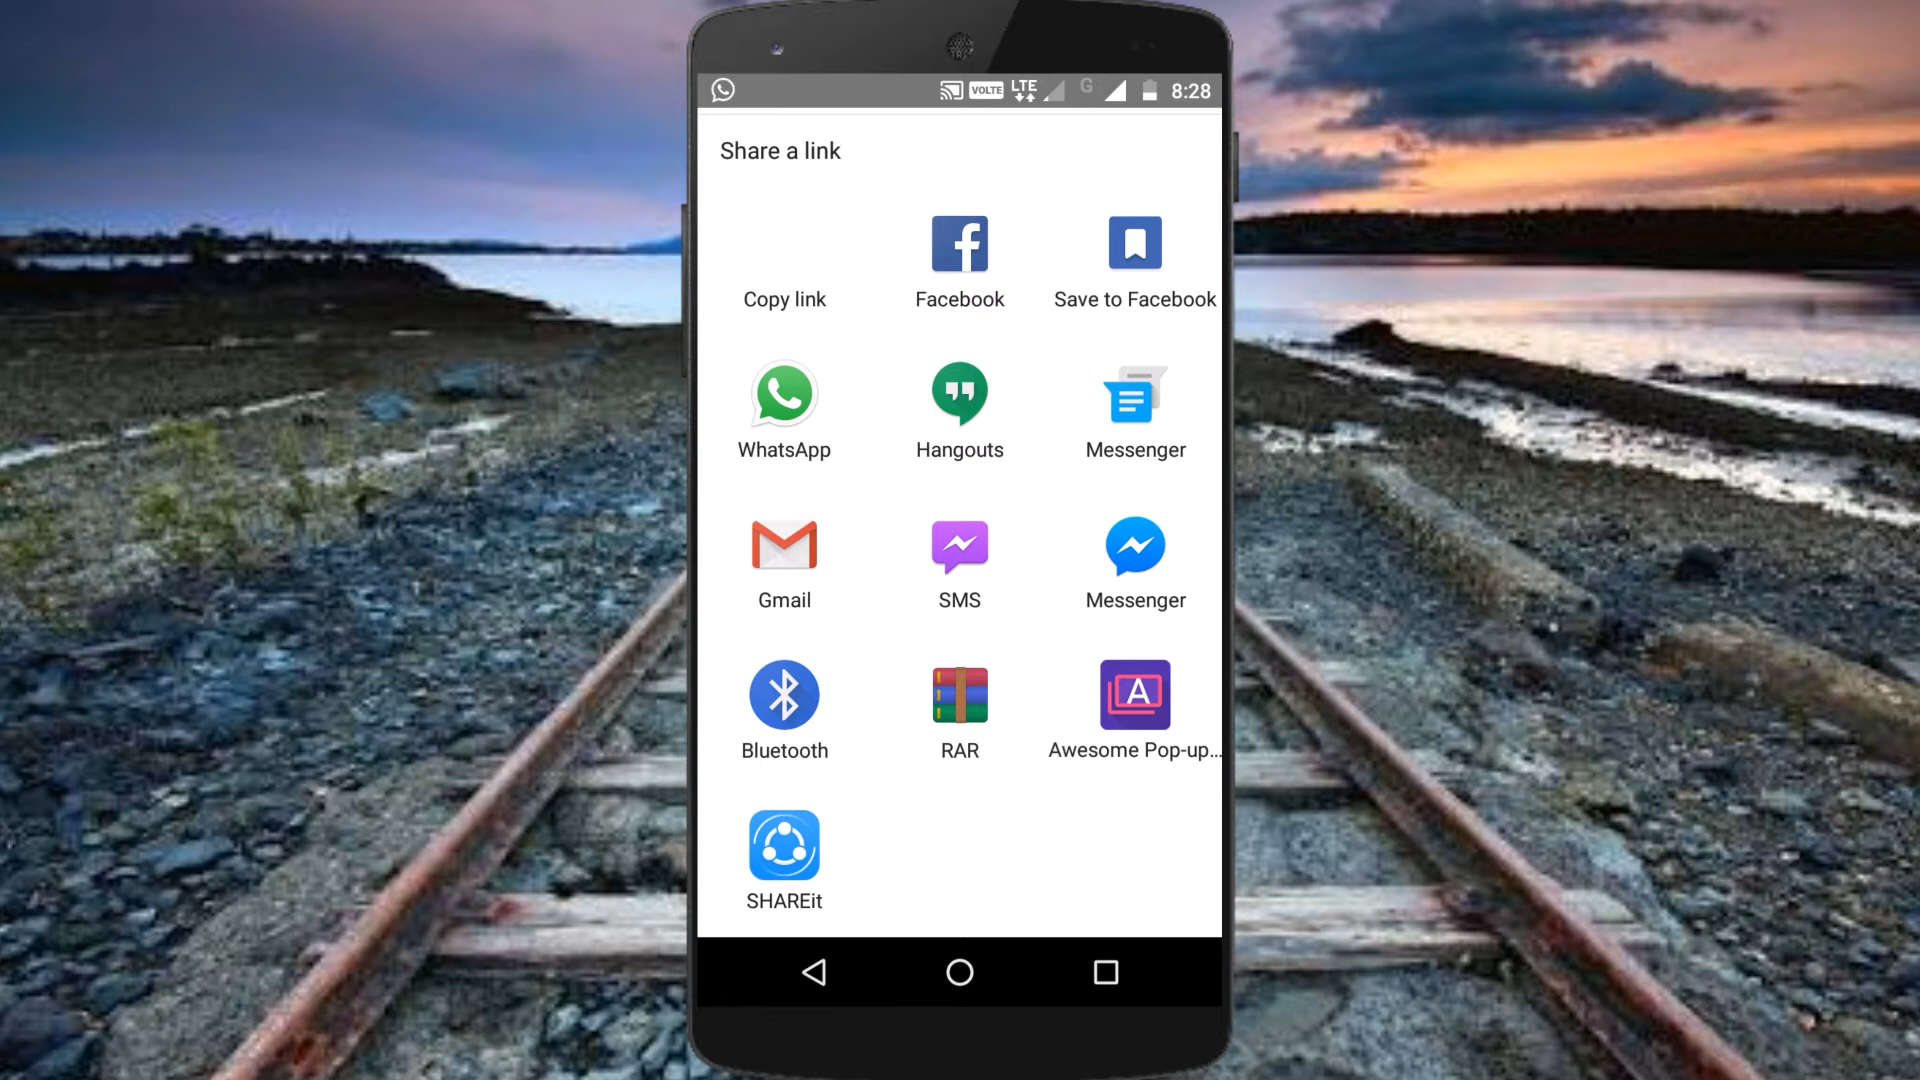 VOLTE LTE G 8:28
Share a link
Copy link Facebook Save to Facebook
WhatsApp Hangouts Messenger
Gmail SMS Messenger
Bluetooth RAR Awesome Pop-up...
A
SHAREit